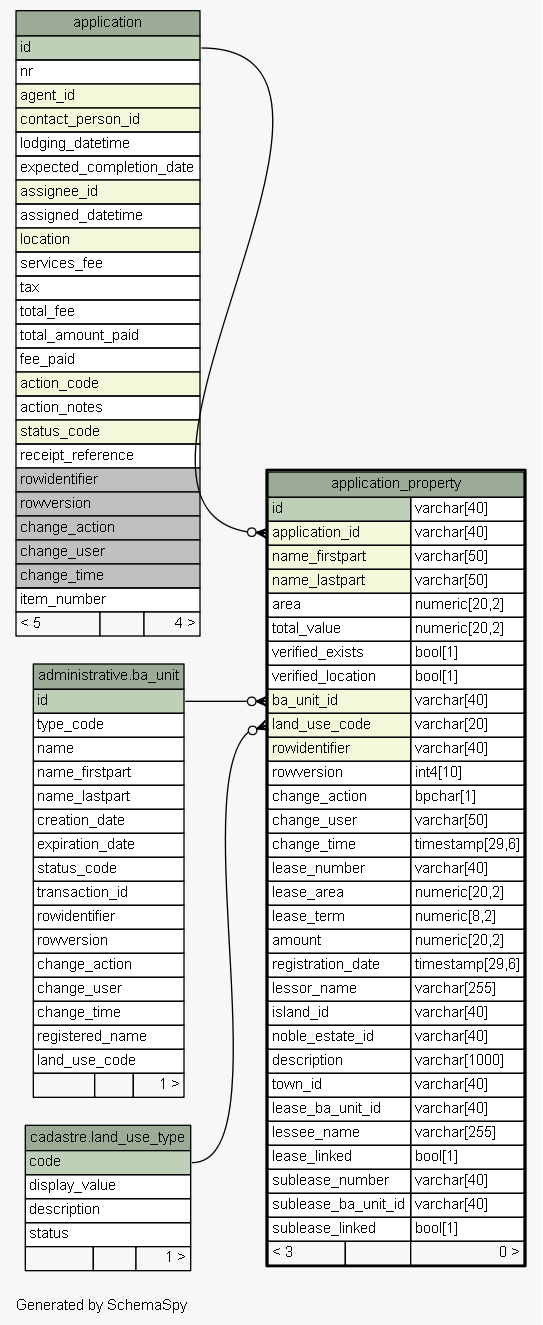 application
id
nr
agent_id
contact_person_id
lodging_datetime
expected_completion_date
assignee_id
assigned_datetime
location
services_fee
tax
total_fee
total_amount_paid
fee_paid
action_code
action_notes
status_code
receipt_reference
rowidentifier
rowversion
change_action
change_user
change_time
item_number
< 5 4 >
administrative.ba_unit
id
type_code
name
name_firstpart
name_lastpart
creation_date
expiration_date
status_code
transaction_id
rowidentifier
rowversion
change_action
change_user
change_time
registered_name
land_use_code
1 >
cadastre.land_use_type
code
display_value
description
status
1 >
application_property
id varchar[40]
application_id varchar[40]
name_firstpart varchar[50]
name_lastpart varchar[50]
area numeric[20,2]
total_value numeric[20,2]
verified_exists bool[1]
verified_location bool[1]
ba_unit_id varchar[40]
land_use_code varchar[20]
rowidentifier varchar[40]
rowversion int4[10]
change_action bpchar[1]
change_user varchar[50]
change_time timestamp[29,6]
lease_number varchar[40]
lease_area numeric[20,2]
lease_term numeric[8,2]
amount numeric[20,2]
registration_date timestamp[29,6]
lessor_name varchar[255]
island_id varchar[40]
noble_estate_id varchar[40]
description varchar[1000]
town_id varchar[40]
lease_ba_unit_id varchar[40]
lessee_name varchar[255]
lease_linked bool[1]
sublease_number varchar[40]
sublease_ba_unit_id varchar[40]
sublease_linked bool[1]
< 3 0 >
Generated by SchemaSpy